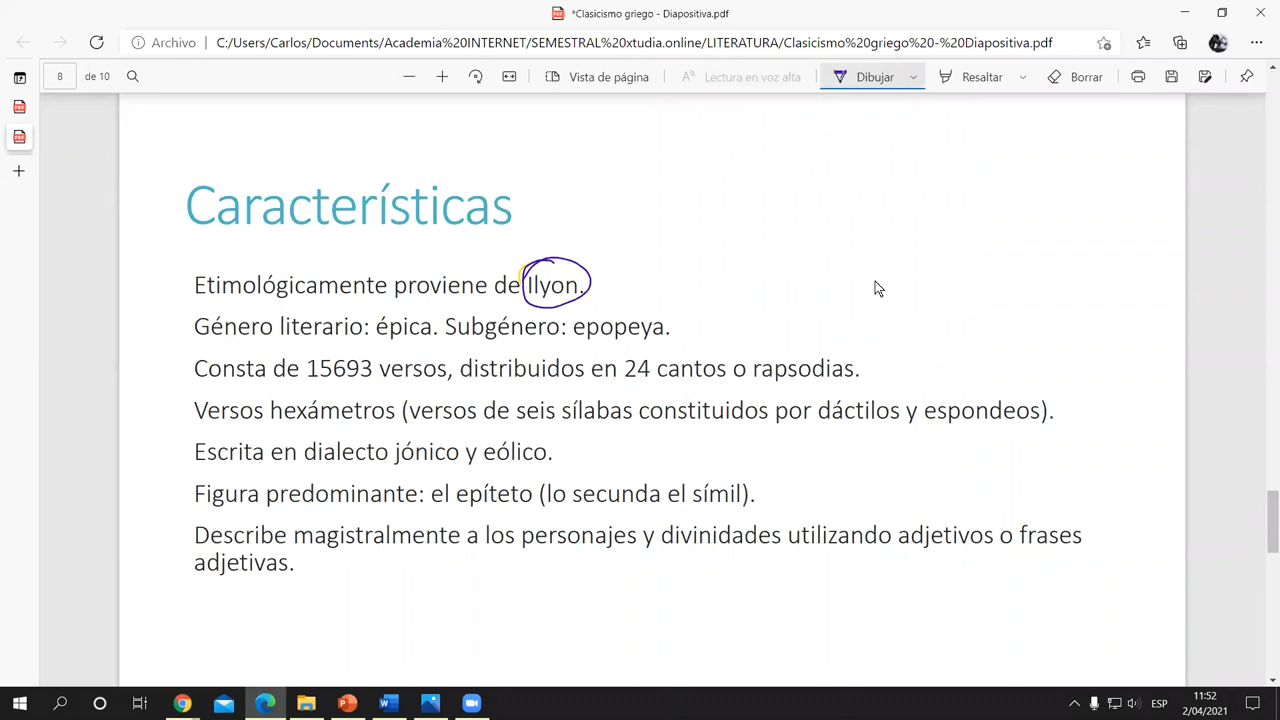 *Clasicismo griego - Diapositiva.pdf
Archivo C:/Users/Carlos/Documents/Academia%20INTERNET/SEMESTRAL%20xtudia.online/LITERATURA/Clasicismo%20griego%20-%20Diapositiva.pdf
8 de 10 Vista de página Lectura en voz alta Dibujar Resaltar Borrar
Características
Etimológicamente proviene de Ilyon.
Género literario: épica. Subgénero: epopeya.
Consta de 15693 versos, distribuidos en 24 cantos o rapsodias.
Versos hexámetros (versos de seis sílabas constituidos por dáctilos y espondeos).
Escrita en dialecto jónico y eólico.
Figura predominante: el epíteto (lo secunda el símil).
Describe magistralmente a los personajes y divinidades utilizando adjetivos o frases
adjetivas.
ESP
11:52
2/04/2021